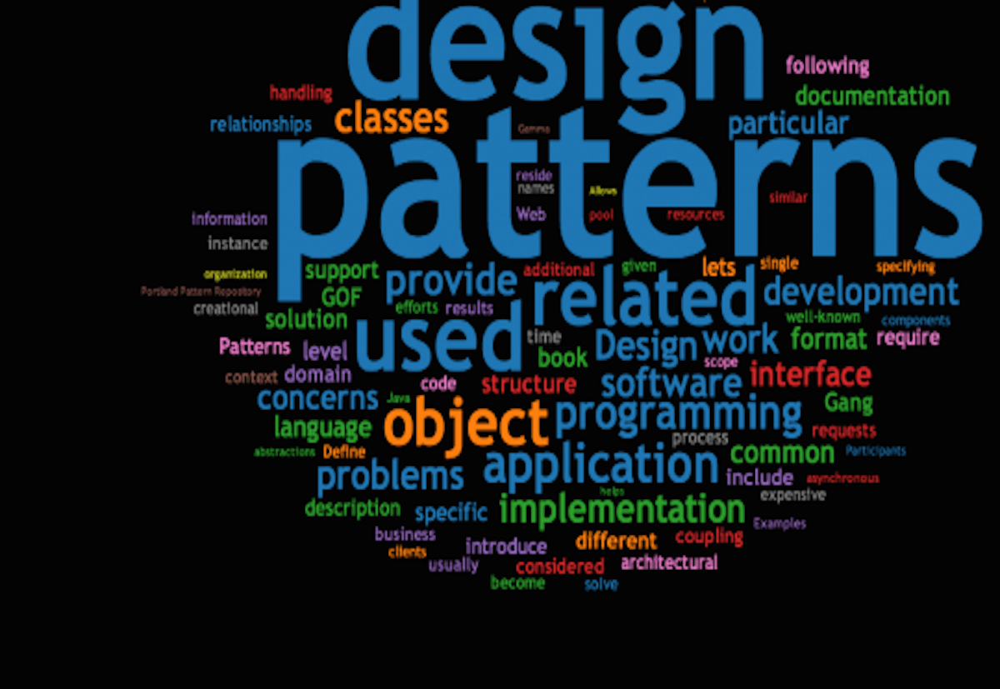 design
following
handling
documentation
classes
relationships
particular
Gamma
patterns
reside
names
Allows
similar
Web
pool
resources
information
instance
organization
support
provide
additional
given
lets
single
specifying
Portland Pattern Repository
GOF
related
development
creational
efforts
results
solution
used
well-known
components
time
Patterns
level
book
Design
work
format
require
scope
context
domain
code
structure
software
interface
concerns
Java
object
programming
Gang
language
process
requests
abstractions
Define
application
common
Participants
problems
include
asynchronous
helps
expensive
description
specific
implementation
Examples
business
different
coupling
clients
introduce
usually
considered
architectural
become
solve